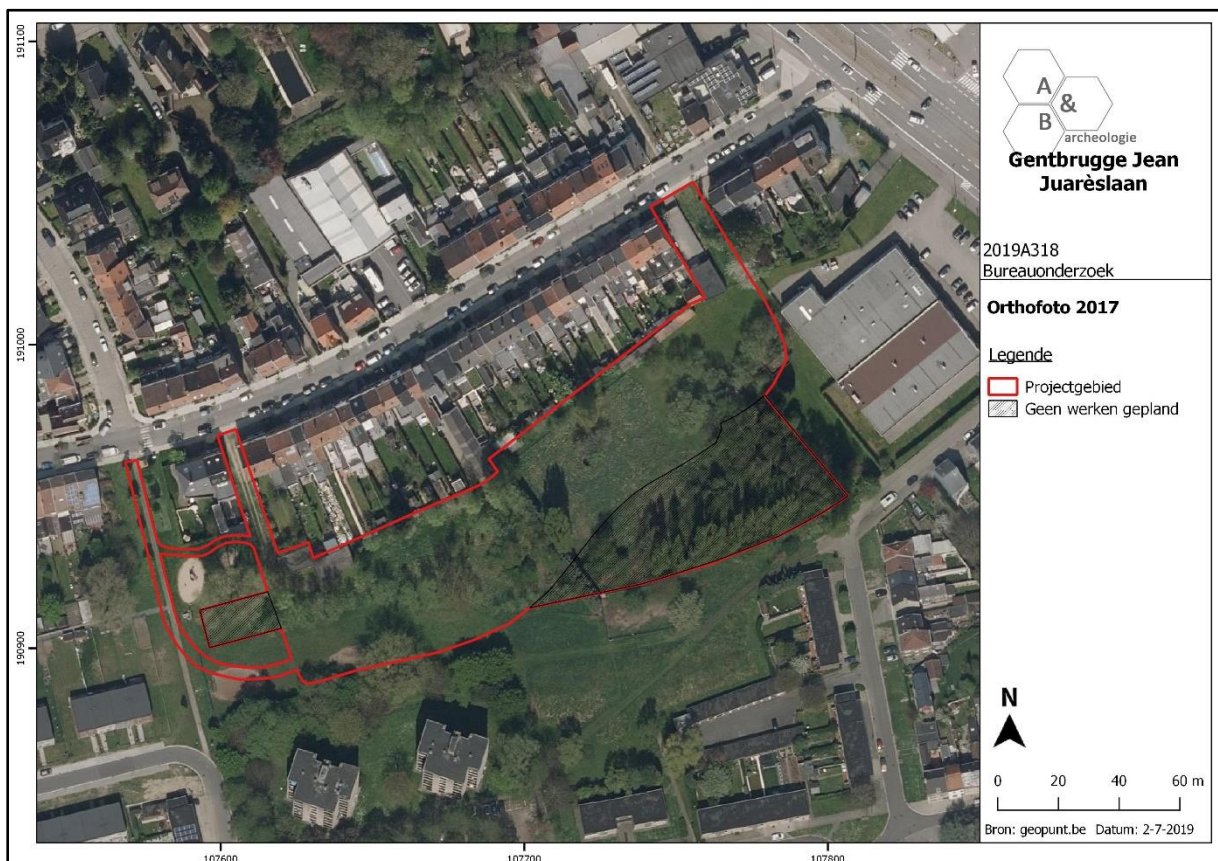 191100
191000
190900
107600
107700
107800
A
&
B
archeologie
Gentbrugge Jean
Juarèslaan
2019A318
Bureauonderzoek
Orthofoto 2017
Legende
Projectgebied
Geen werken gepland
N
0 20 40 60 m
Bron: geopunt.be Datum: 2-7-2019